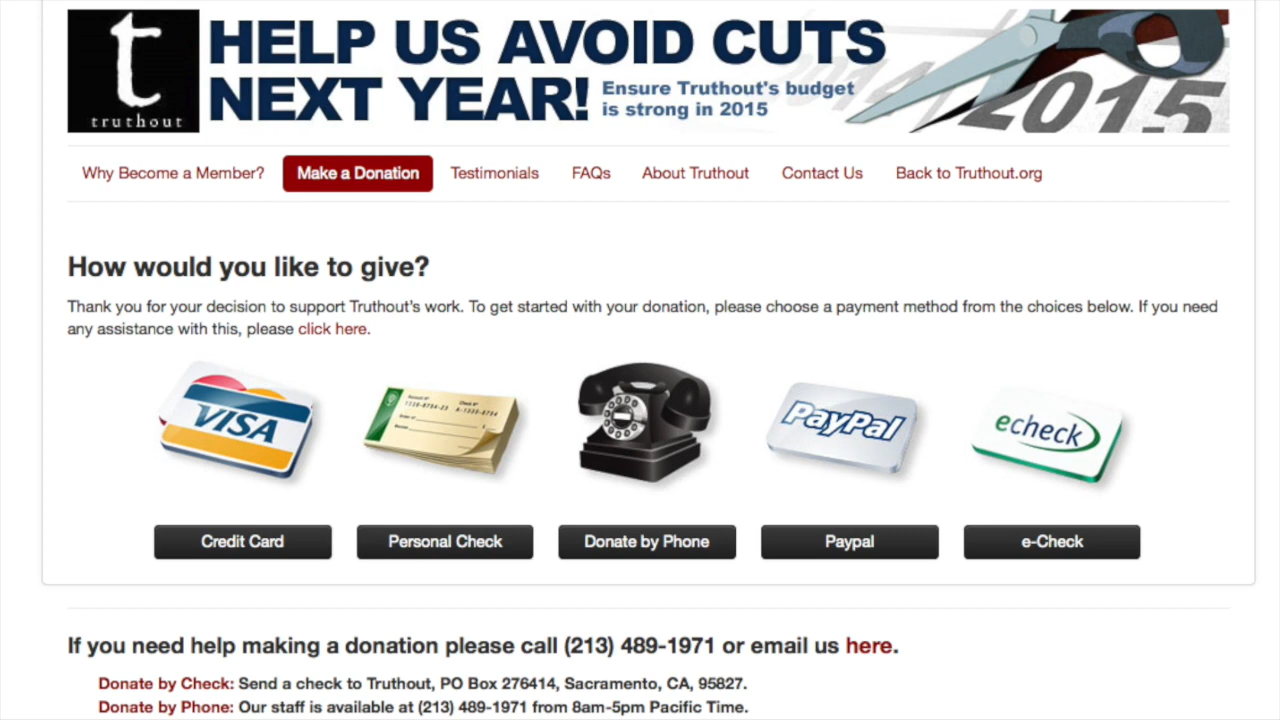 t
truthout
HELP US AVOID CUTS
NEXT YEAR!
Ensure Truthout's budget
is strong in 2015
2014
2015
Why Become a Member?
Make a Donation
Testimonials
FAQs
About Truthout
Contact Us
Back to Truthout.org
How would you like to give?
Thank you for your decision to support Truthout's work. To get started with your donation, please choose a payment method from the choices below. If you need
any assistance with this, please click here.
VISA
PayPal
echeck
Credit Card
Personal Check
Donate by Phone
Paypal
e-Check
If you need help making a donation please call (213) 489-1971 or email us here.
Donate by Check: Send a check to Truthout, PO Box 276414, Sacramento, CA, 95827.
Donate by Phone: Our staff is available at (213) 489-1971 from 8am-5pm Pacific Time.